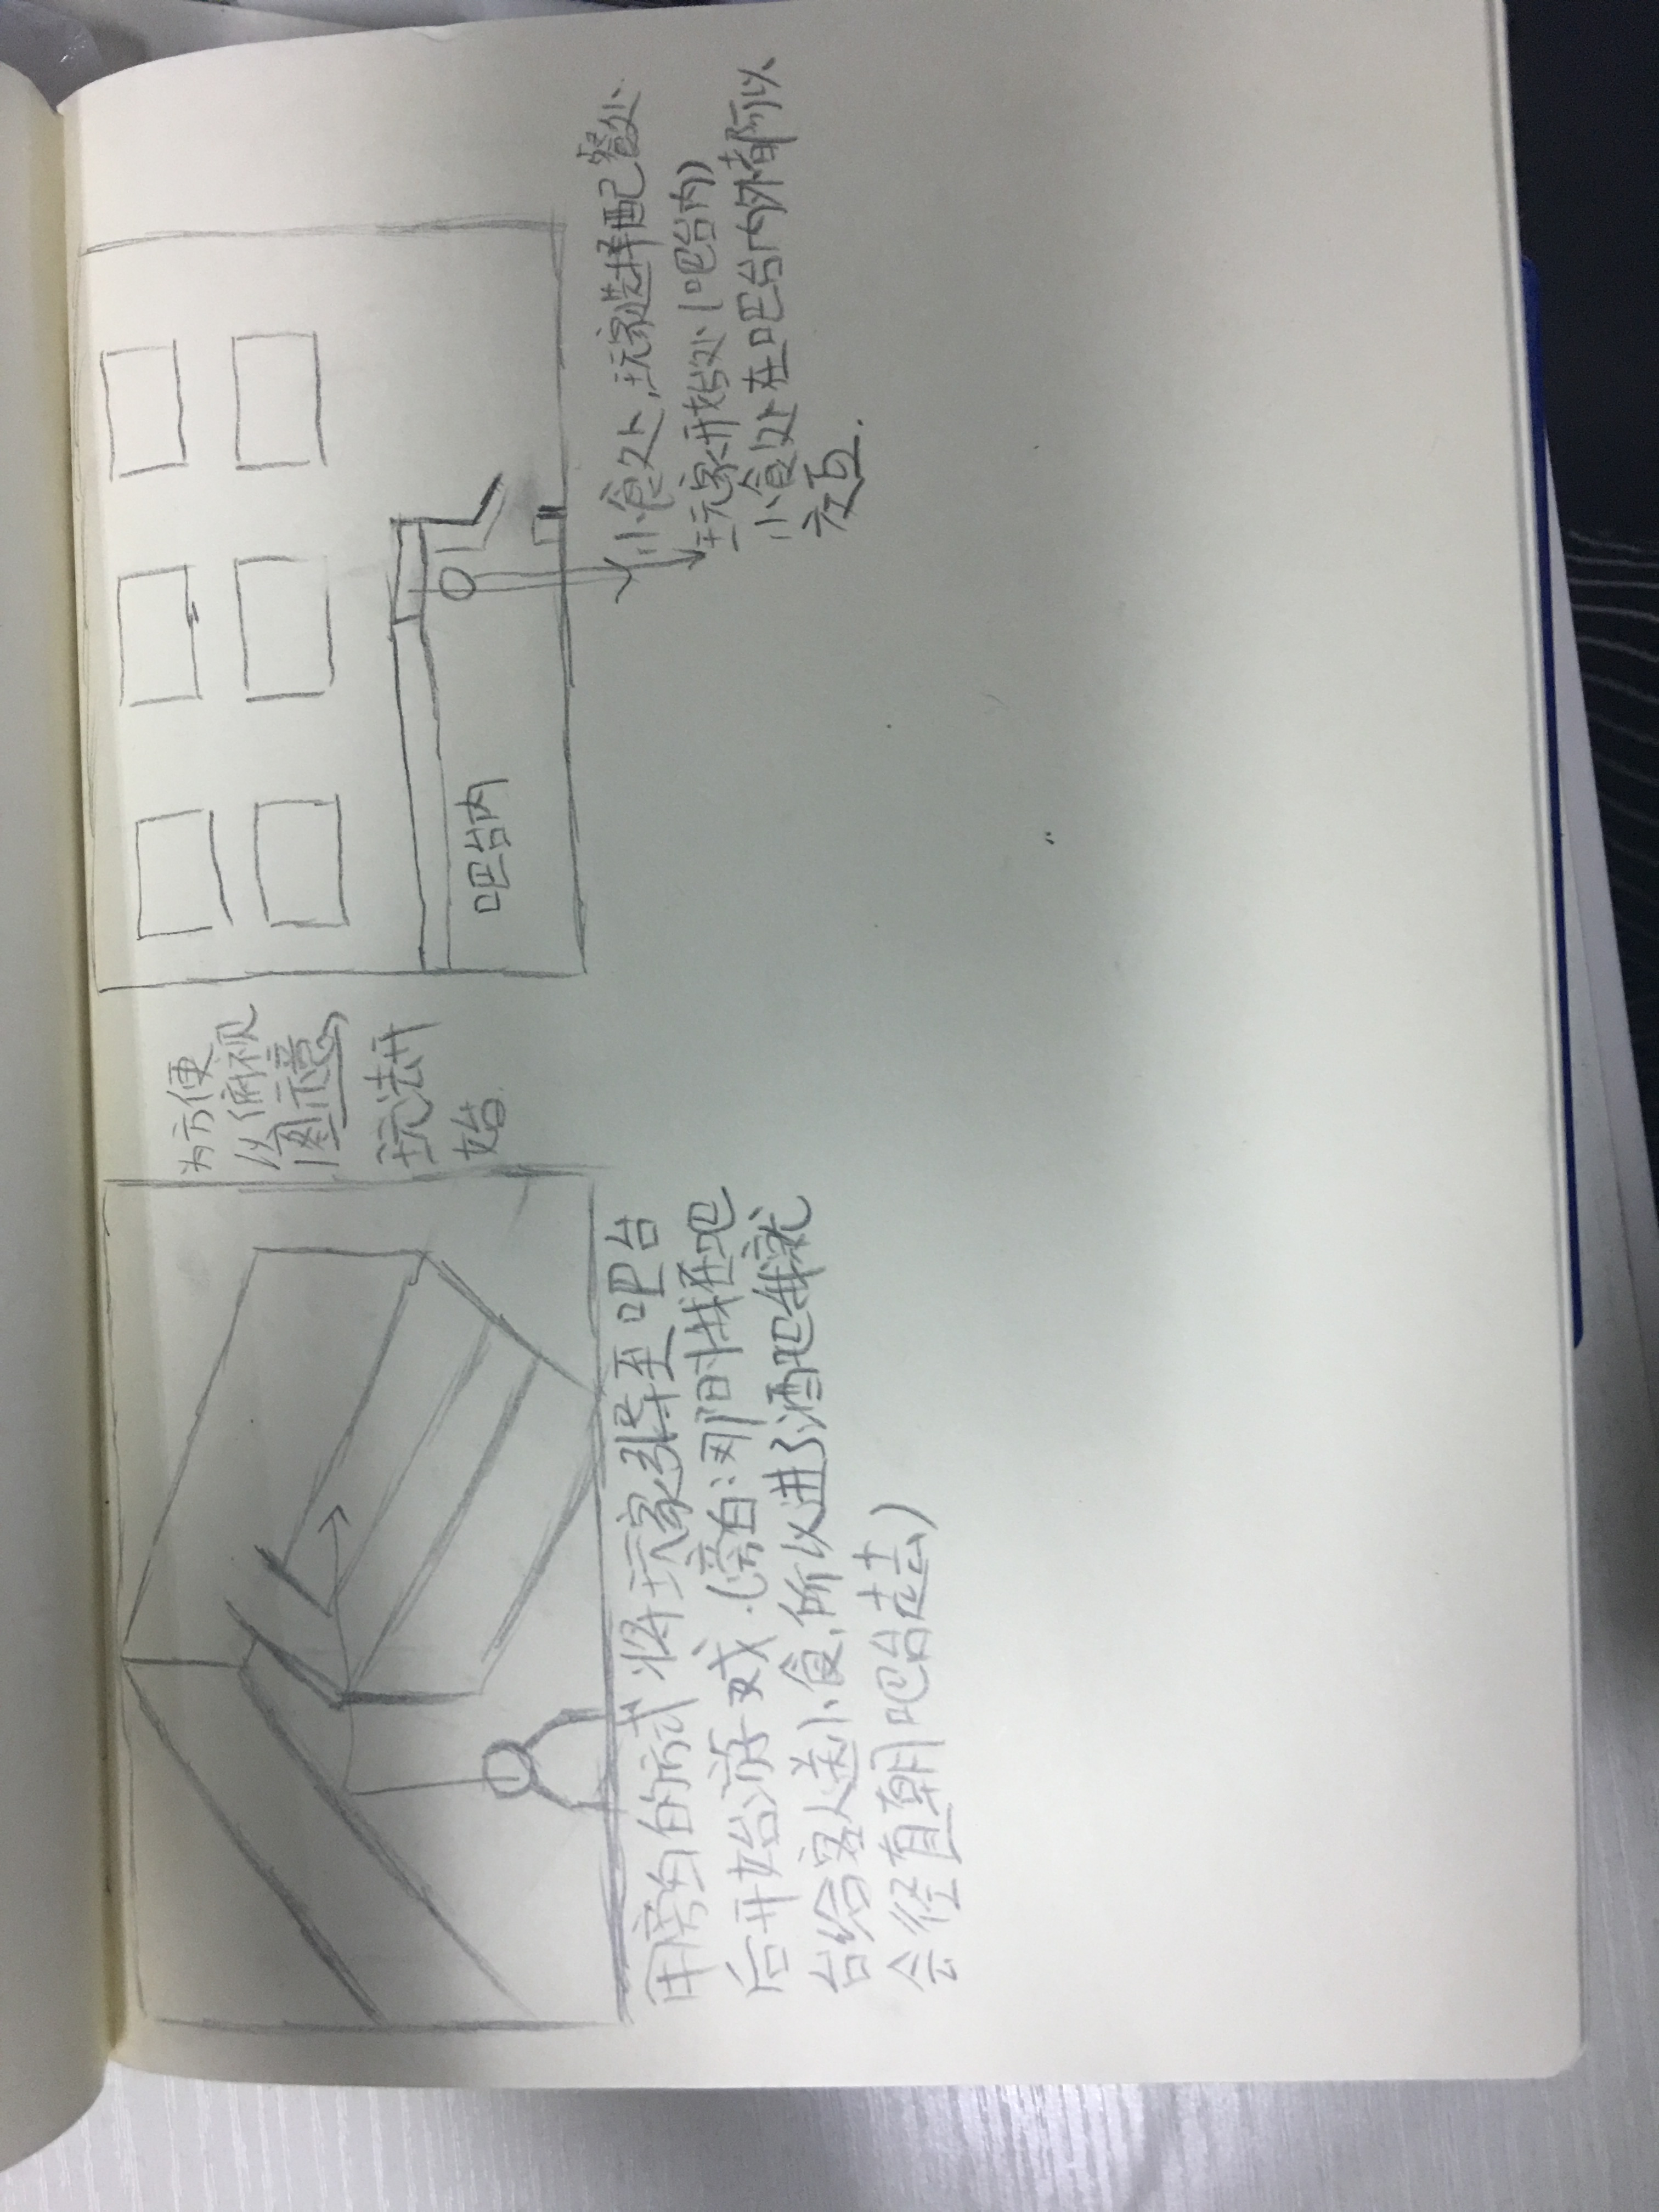 用旁白的方式将玩家引导至吧台
后开始游戏.(旁白:那时我在吧
台给客人送小食,所以进了酒吧我就
会径直朝吧台走去)
为方便
以俯视
图示意,
玩法开
始.
吧台内
小食处,玩家选择配餐处
玩家开始处(吧台内)
小食处在吧台内外都可以
交互.